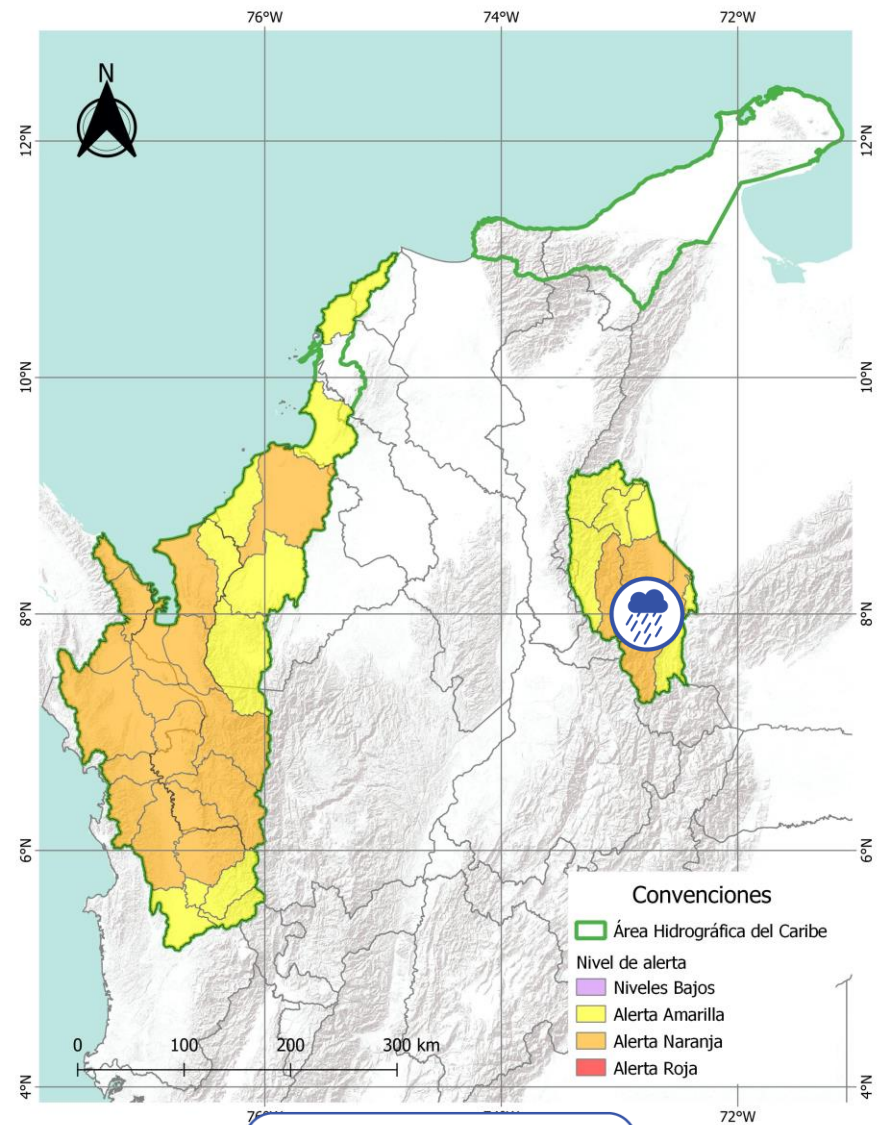 76°W 74°W 72°W
N
12°N 12°N
10°N 10°N
8°N 8°N
6°N 6°N
Convenciones
Área Hidrográfica del Caribe
Nivel de alerta
Niveles Bajos
Alerta Amarilla
Alerta Naranja
Alerta Roja
0 100 200 300 km
4°N 4°N
72°W